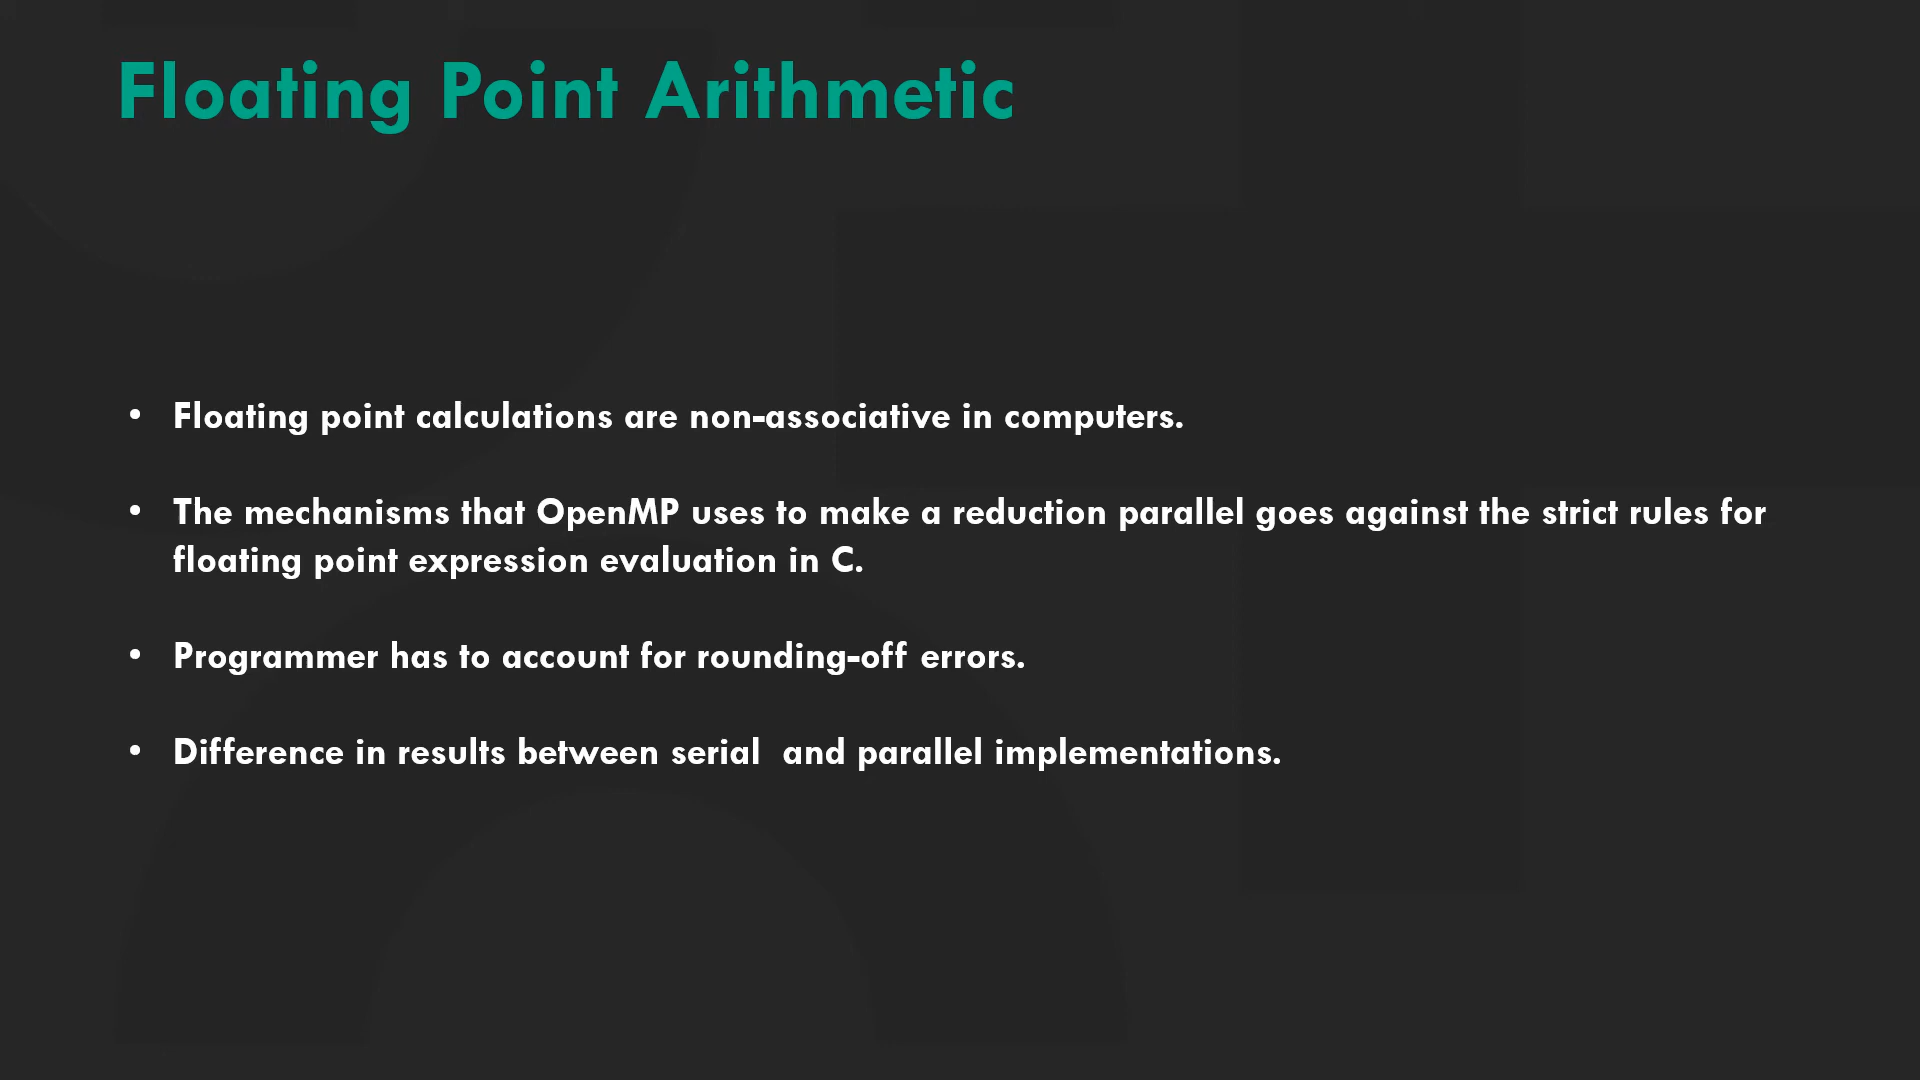 Floating Point Arithmetic
• Floating point calculations are non-associative in computers.
• The mechanisms that OpenMP uses to make a reduction parallel goes against the strict rules for
floating point expression evaluation in C.
• Programmer has to account for rounding-off errors.
• Difference in results between serial  and parallel implementations.